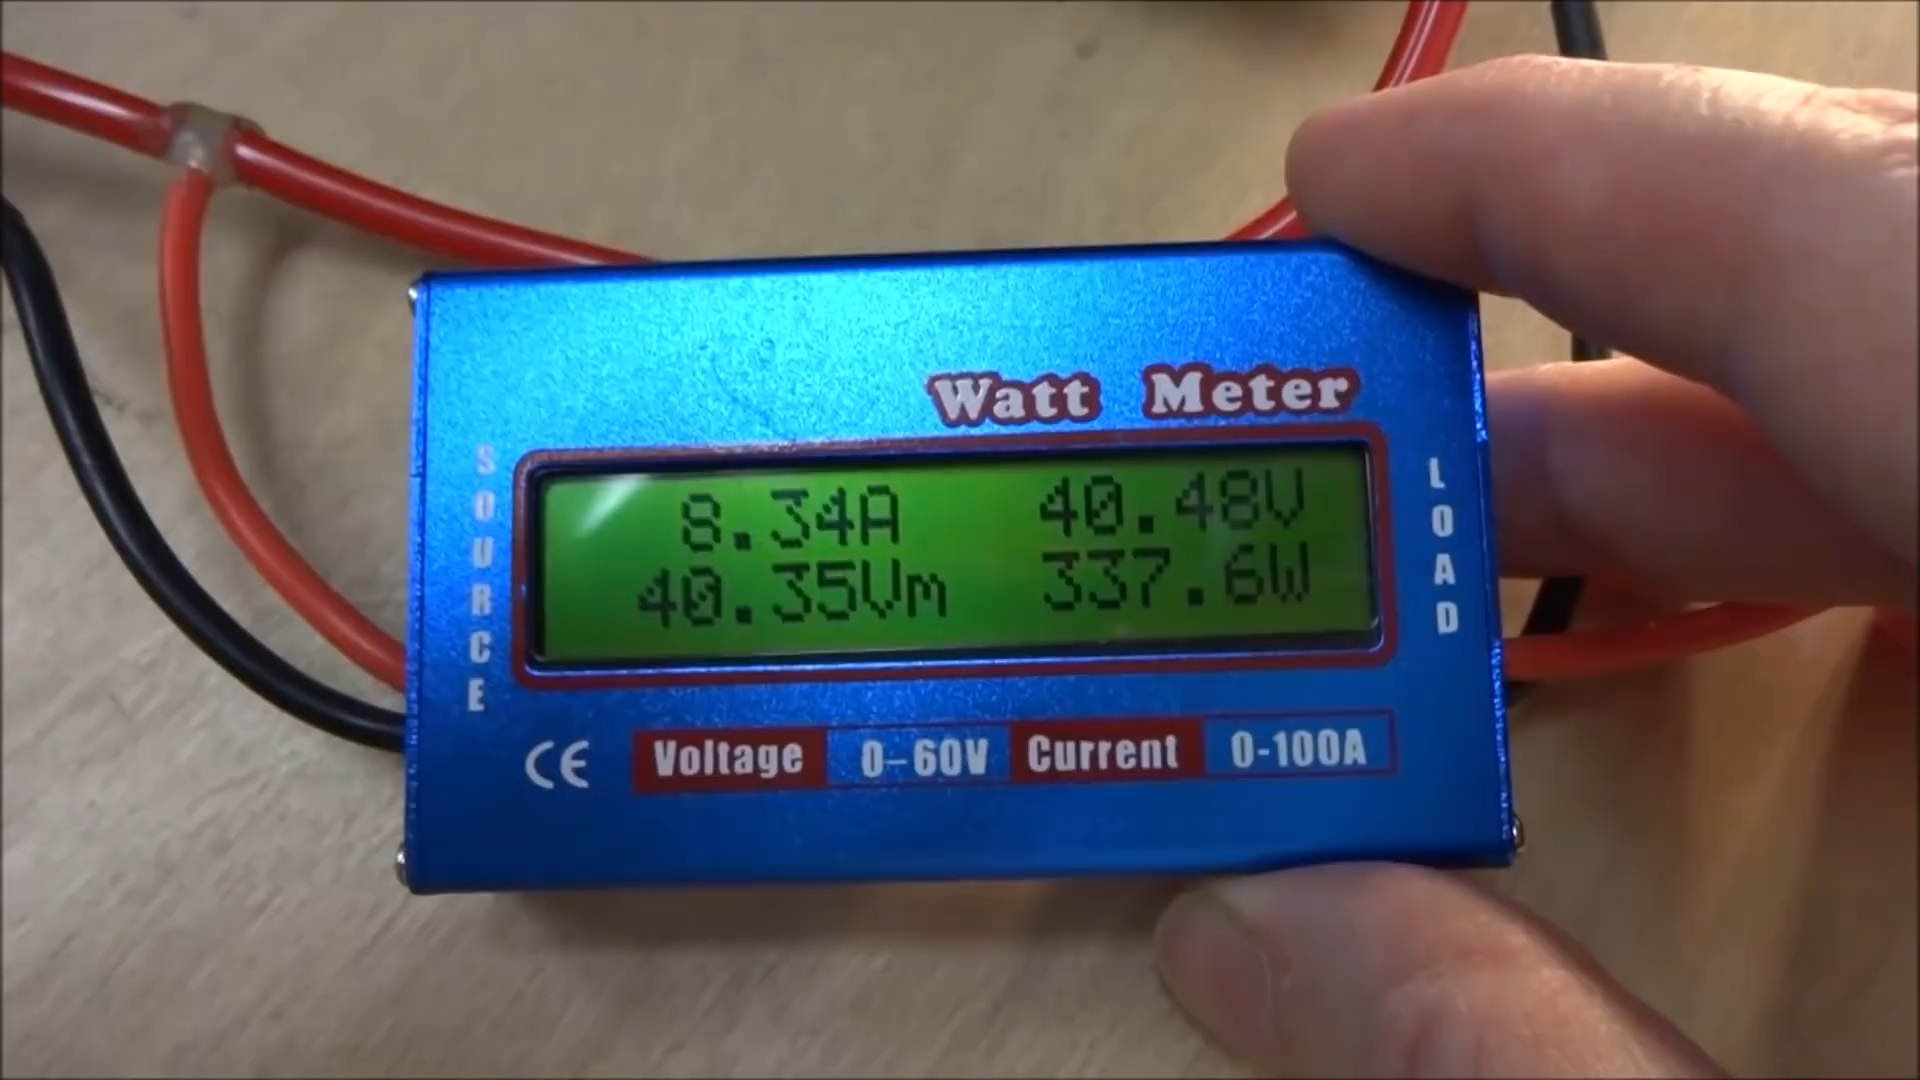 Watt Meter
SOURCE
8.34A 40.48V
40.35Vm 337.6W
LOAD
CE Voltage 0-60V Current 0-100A